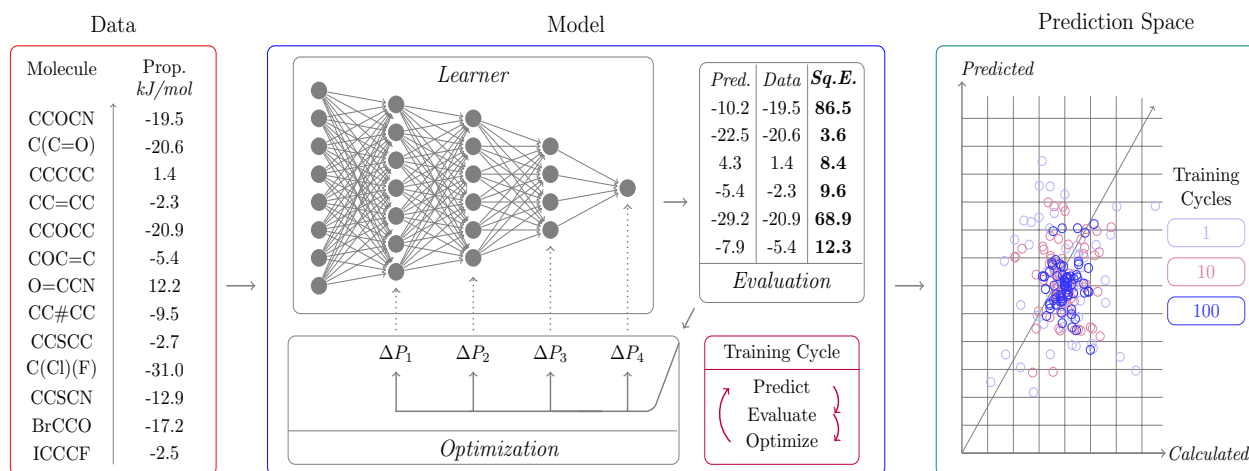 Data
Molecule Prop.
kJ/mol
CCOCN -19.5
C(C=O) -20.6
CCCCC 1.4
CC=CC -2.3
CCOCC -20.9
COC=C -5.4
O=CCN 12.2
CC#CC -9.5
CCSCC -2.7
C(Cl)(F) -31.0
CCSCN -12.9
BrCCO -17.2
ICCCF -2.5
Model
Learner
Pred. Data Sq.E.
-10.2 -19.5 86.5
-22.5 -20.6 3.6
4.3 1.4 8.4
-5.4 -2.3 9.6
-29.2 -20.9 68.9
-7.9 -5.4 12.3
Evaluation
ΔP1 ΔP2 ΔP3 ΔP4
Optimization
Training Cycle
Predict
Evaluate
Optimize
Prediction Space
Predicted
Calculated
Training
Cycles
1
10
100